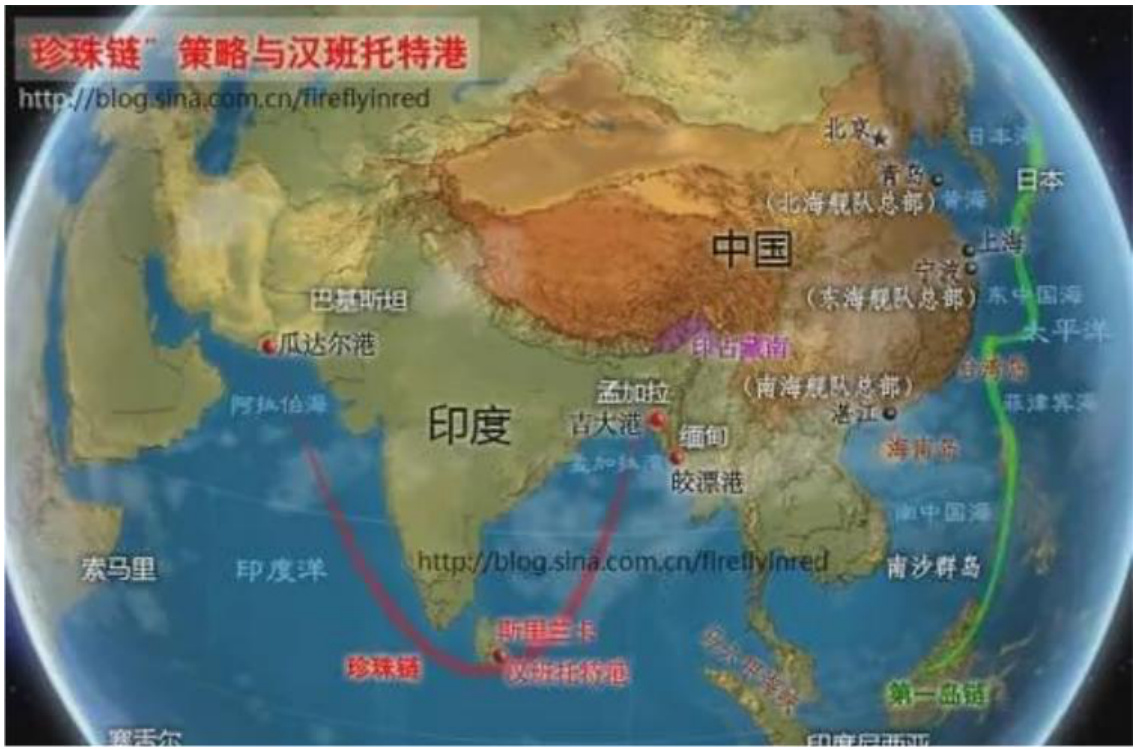 “珍珠链”策略与汉班托特港
http://blog.sina.com.cn/fireflyinred
北京
日本海
青岛
日本
(北海舰队总部)
黄海
中国
上海
宁波
(东海舰队总部)
东中国海
太平洋
巴基斯坦
瓜达尔港
印占藏南
台湾岛
(南海舰队总部)
孟加拉
阿拉伯海
菲律宾海
湛江
印度
吉大港
缅甸
海南岛
孟加拉湾
皎漂港
南中国海
http://blog.sina.com.cn/fireflyinred
索马里
印度洋
南沙群岛
斯里兰卡
珍珠链
汉班托特港
第一岛链
塞舌尔
印度尼西亚